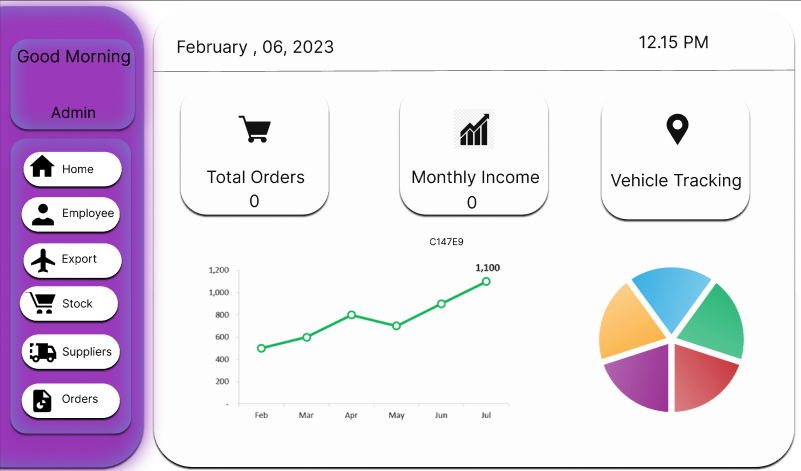 Good Morning
Admin
Home
Employee
Export
Stock
Suppliers
Orders
February , 06, 2023
12.15 PM
Total Orders
0
Monthly Income
0
Vehicle Tracking
C147E9
1,100
1,200
1,000
800
600
400
200
-
Feb Mar Apr May Jun Jul